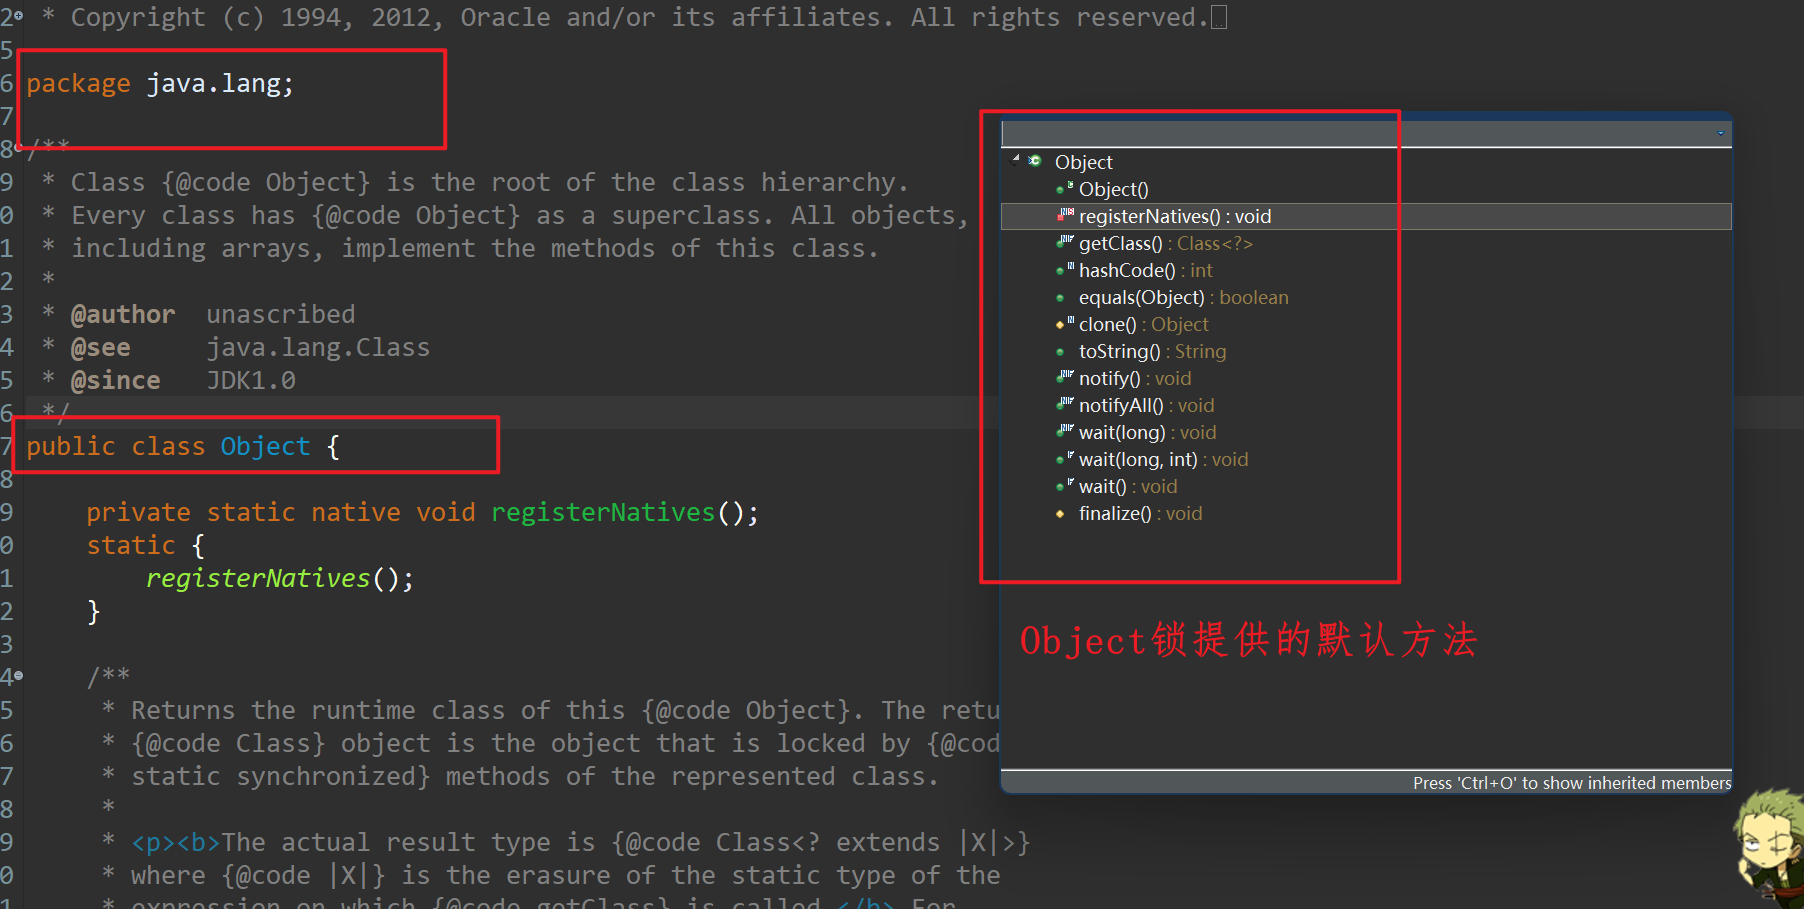 2 * Copyright (c) 1994, 2012, Oracle and/or its affiliates. All rights reserved.
5
6 package java.lang;
7
8 /**
9 * Class {@code Object} is the root of the class hierarchy.
0 * Every class has {@code Object} as a superclass. All objects,
1 * including arrays, implement the methods of this class.
2 *
3 * @author unascribed
4 * @see java.lang.Class
5 * @since JDK1.0
6 */
7 public class Object {
8
9 private static native void registerNatives();
0 static {
1 registerNatives();
2 }
3
4 /**
5 * Returns the runtime class of this {@code Object}. The retu
6 * {@code Class} object is the object that is locked by {@cod
7 * static synchronized} methods of the represented class.
8 *
9 * <p><b>The actual result type is {@code Class<? extends |X|>}
0 * where {@code |X|} is the erasure of the static type of the
1 * expression on which {@code getClass} is called.</b> For
Object
Object()
registerNatives() : void
getClass() : Class<?>
hashCode() : int
equals(Object) : boolean
clone() : Object
toString() : String
notify() : void
notifyAll() : void
wait(long) : void
wait(long, int) : void
wait() : void
finalize() : void
Object锁提供的默认方法
Press 'Ctrl+O' to show inherited members